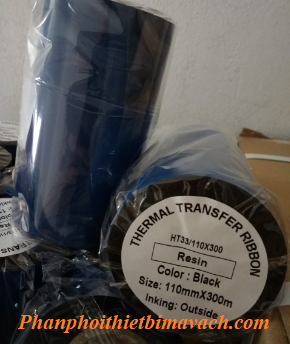 THERMAL TRANSFER RIBBON
HT33/110X300
Resin
Color : Black
Size: 110mmX300m
Inking: Outside
Phanphoithietbimavach.com